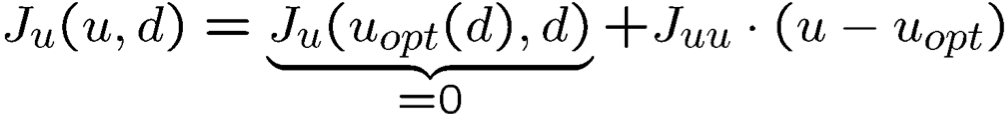 J_u(u, d) = J_u(u_{opt}(d), d) + J_{uu} · (u − u_{opt})
=0